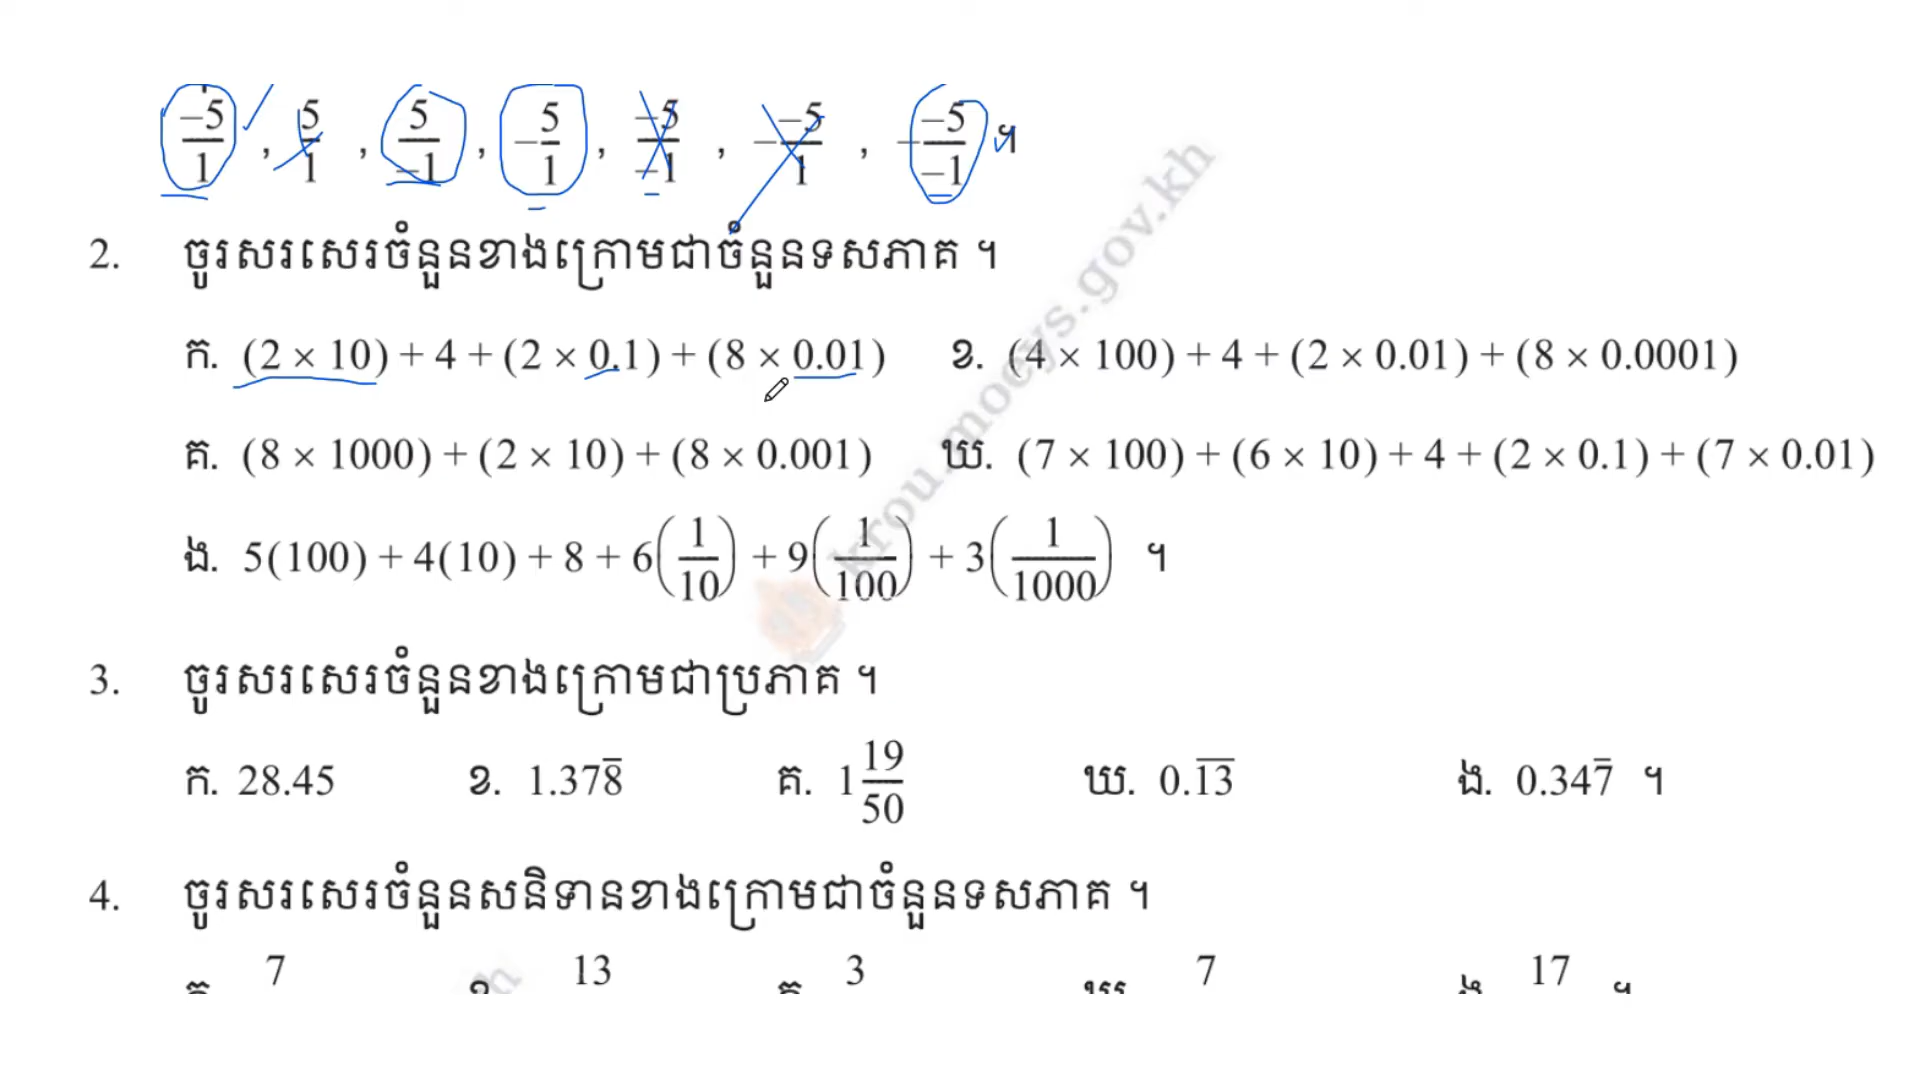 −5/1 , 5/1 , 5/−1 , −5/1 , −5/−1 , −−5/1 , −−5/−1 ។
2. ចូរសរសេរចំនួនខាងក្រោមជាចំនួនទសភាគ ។
ក. (2 × 10) + 4 + (2 × 0.1) + (8 × 0.01) ខ. (4 × 100) + 4 + (2 × 0.01) + (8 × 0.0001)
គ. (8 × 1000) + (2 × 10) + (8 × 0.001) ឃ. (7 × 100) + (6 × 10) + 4 + (2 × 0.1) + (7 × 0.01)
ង. 5(100) + 4(10) + 8 + 6(1/10) + 9(1/100) + 3(1/1000) ។
3. ចូរសរសេរចំនួនខាងក្រោមជាប្រភាគ ។
ក. 28.45 ខ. 1.378̅ គ. 1 19/50 ឃ. 0.1̅3̅ ង. 0.347̅ ។
4. ចូរសរសេរចំនួនសនិទានខាងក្រោមជាចំនួនទសភាគ ។
7 13 3 7 17
krou.moeys.gov.kh